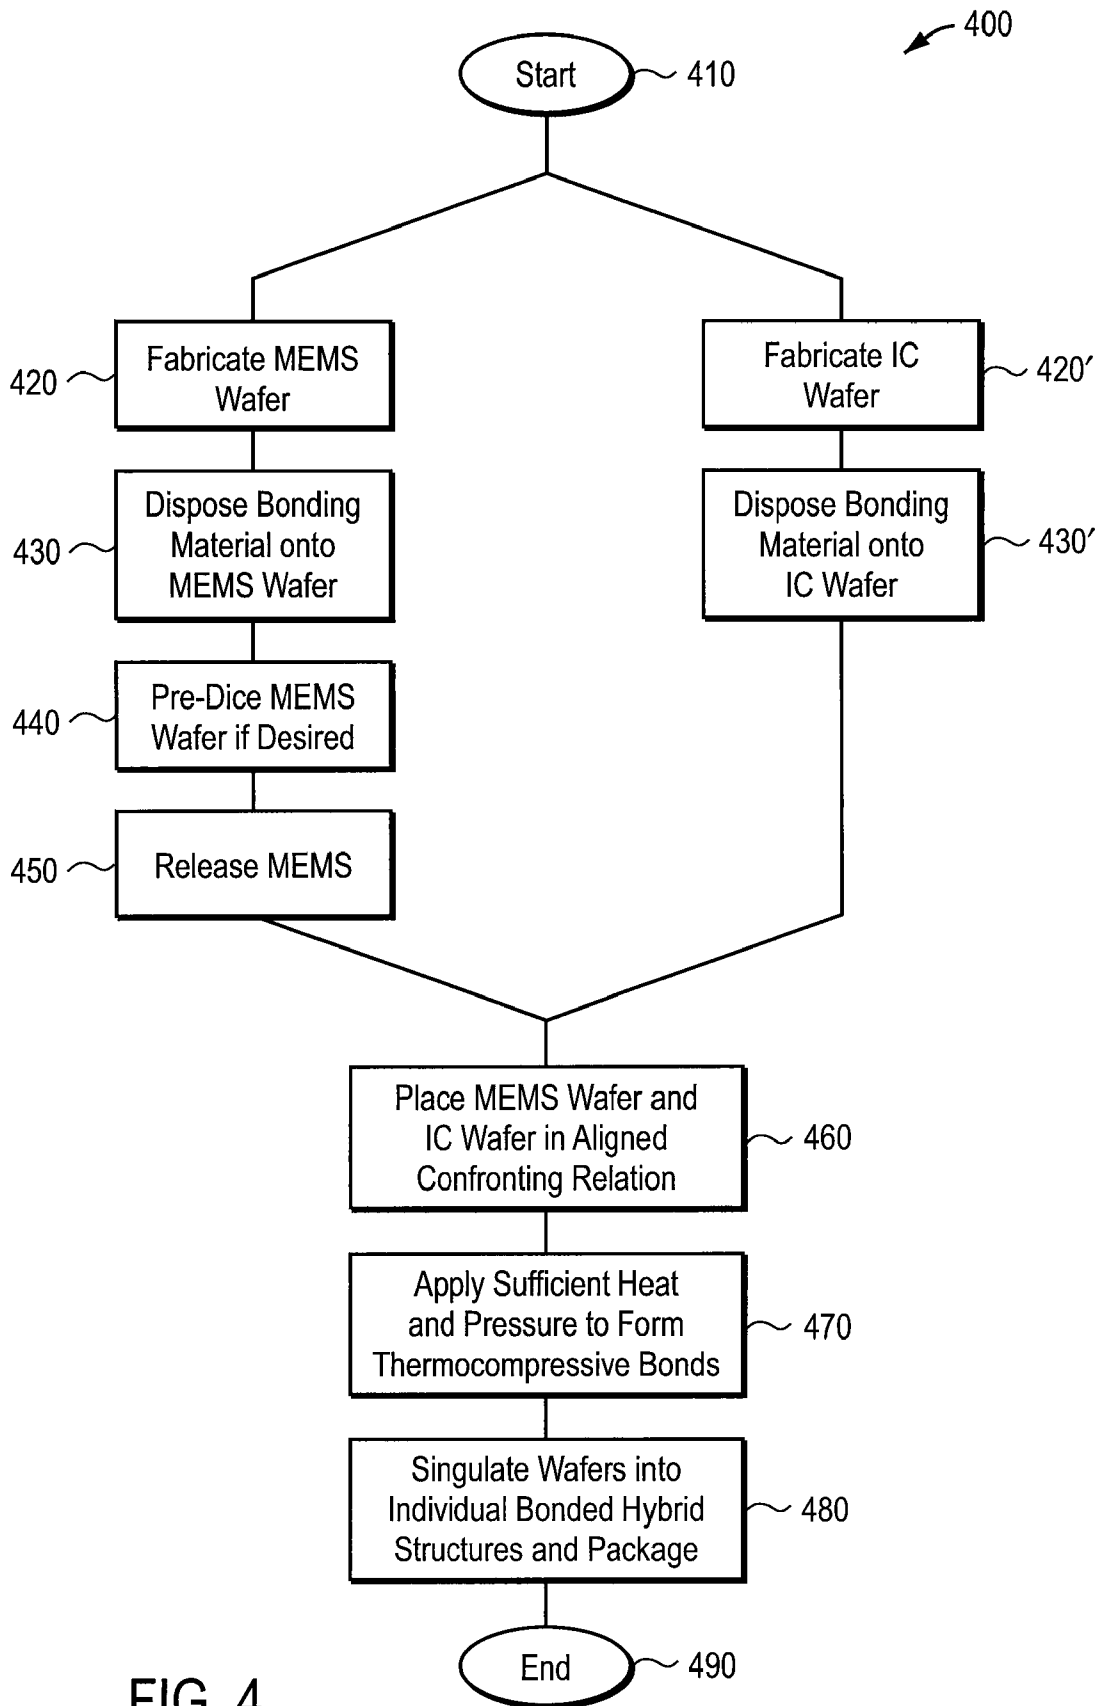 400
Start
410
Fabricate MEMS
Wafer
420
Fabricate IC
Wafer
420′
Dispose Bonding
Material onto
MEMS Wafer
430
Dispose Bonding
Material onto
IC Wafer
430′
Pre-Dice MEMS
Wafer if Desired
440
Release MEMS
450
Place MEMS Wafer and
IC Wafer in Aligned
Confronting Relation
460
Apply Sufficient Heat
and Pressure to Form
Thermocompressive Bonds
470
Singulate Wafers into
Individual Bonded Hybrid
Structures and Package
480
End
490
FIG. 4